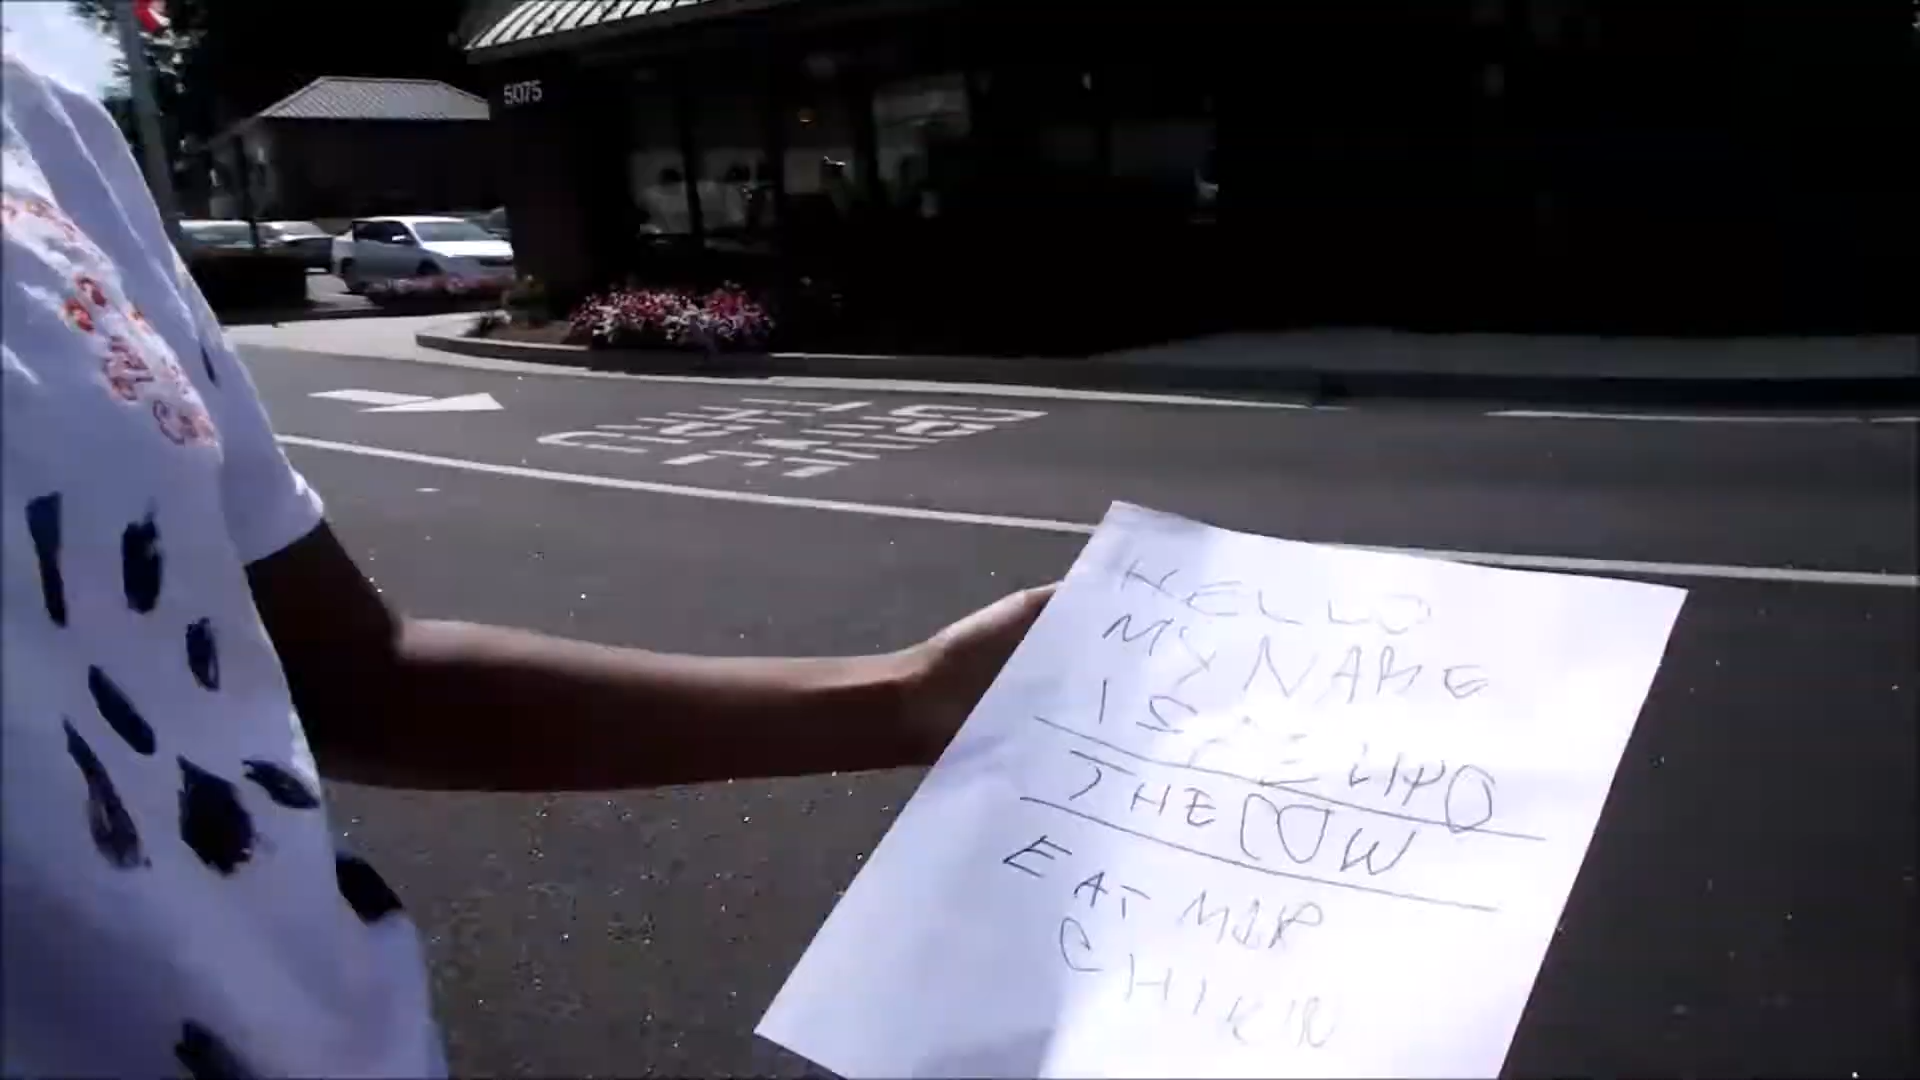 5075
HELLO
MY NAME
IS
THE COW
EAT MOR
CHIKIN